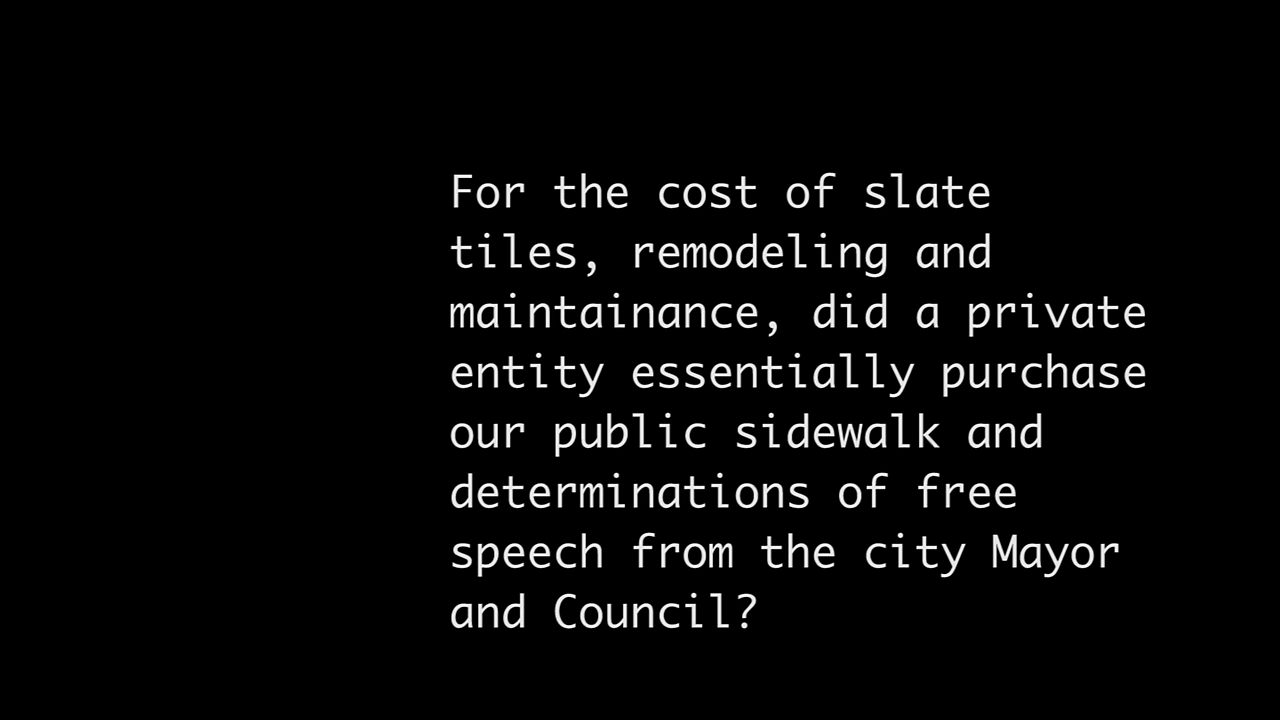 For the cost of slate
tiles, remodeling and
maintainance, did a private
entity essentially purchase
our public sidewalk and
determinations of free
speech from the city Mayor
and Council?